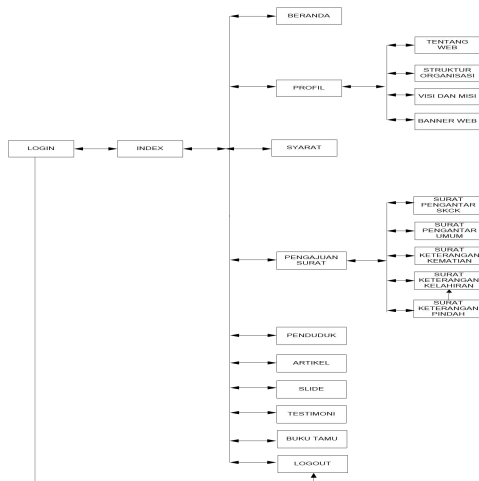 BERANDA
TENTANG
WEB
STRUKTUR
ORGANISASI
PROFIL
VISI DAN MISI
BANNER WEB
LOGIN
INDEX
SYARAT
SURAT
PENGANTAR
SKCK
SURAT
PENGANTAR
UMUM
PENGAJUAN
SURAT
SURAT
KETERANGAN
KEMATIAN
SURAT
KETERANGAN
KELAHIRAN
SURAT
KETERANGAN
PINDAH
PENDUDUK
ARTIKEL
SLIDE
TESTIMONI
BUKU TAMU
LOGOUT